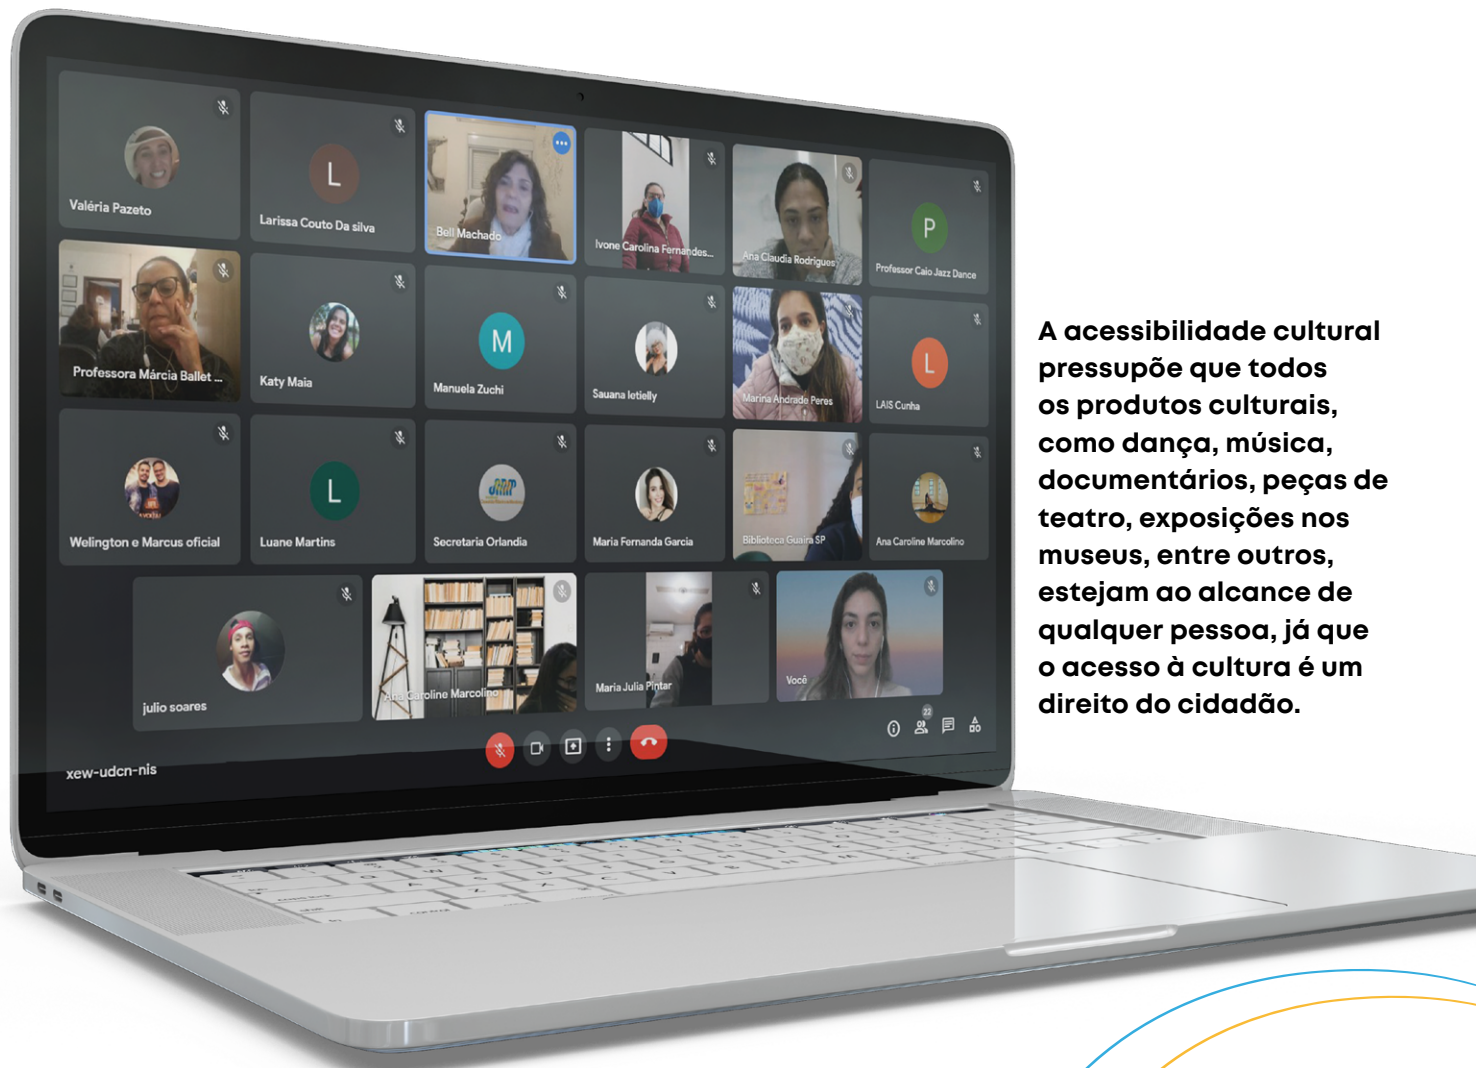 Valéria Pazeto
L
Larissa Couto Da silva
Bell Machado
Ivone Carolina Fernandes...
Ana Claudia Rodrigues
P
Professor Caio Jazz Dance
Professora Márcia Ballet ...
Katy Maia
M
Manuela Zuchi
Sauana letielly
Marina Andrade Peres
L
LAIS Cunha
Welington e Marcus oficial
L
Luane Martins
Secretaria Orlandia
Maria Fernanda Garcia
Biblioteca Guaira SP
Ana Caroline Marcolino
julio soares
Ana Caroline Marcolino
Maria Julia Pintar
Você
22
xew-udcn-nis
A acessibilidade cultural
pressupõe que todos
os produtos culturais,
como dança, música,
documentários, peças de
teatro, exposições nos
museus, entre outros,
estejam ao alcance de
qualquer pessoa, já que
o acesso à cultura é um
direito do cidadão.